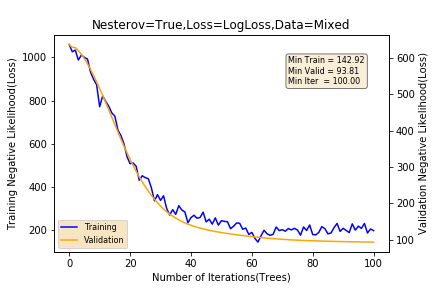 Nesterov=True,Loss=LogLoss,Data=Mixed
Training Negative Likelihood(Loss)
1000
800
600
400
200
Min Train = 142.92
Min Valid = 93.81
Min Iter = 100.00
Training
Validation
600
500
400
300
200
100
Validation Negative Likelihood(Loss)
0
20
40
60
80
100
Number of Iterations(Trees)